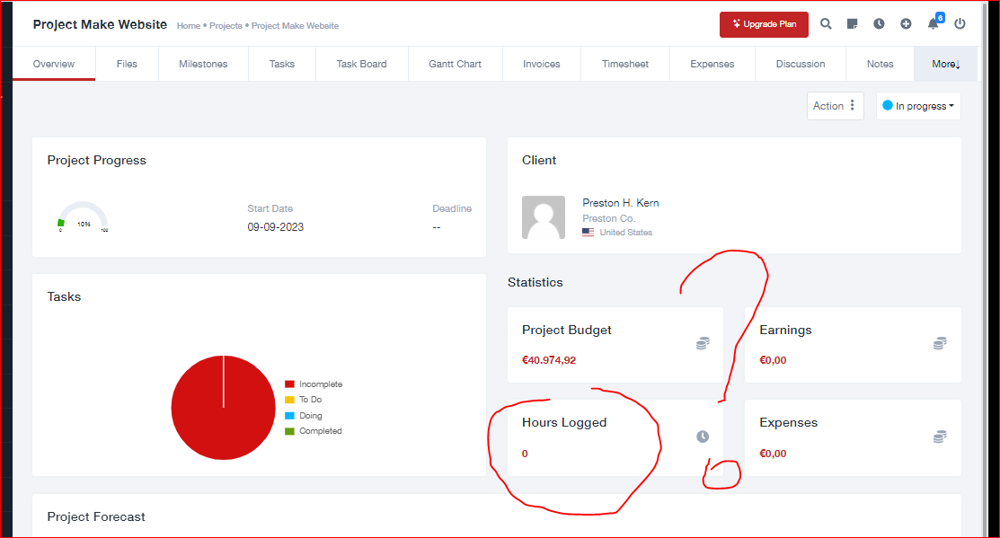 Project Make Website Home • Projects • Project Make Website
Upgrade Plan 6
Overview Files Milestones Tasks Task Board Gantt Chart Invoices Timesheet Expenses Discussion Notes More↓
Action In progress
Project Progress
10%
0 100
Start Date
09-09-2023
Deadline
--
Client
Preston H. Kern
Preston Co.
United States
Tasks
Incomplete
To Do
Doing
Completed
Statistics
Project Budget
€40.974,92
Earnings
€0,00
Hours Logged
0
Expenses
€0,00
?
Project Forecast